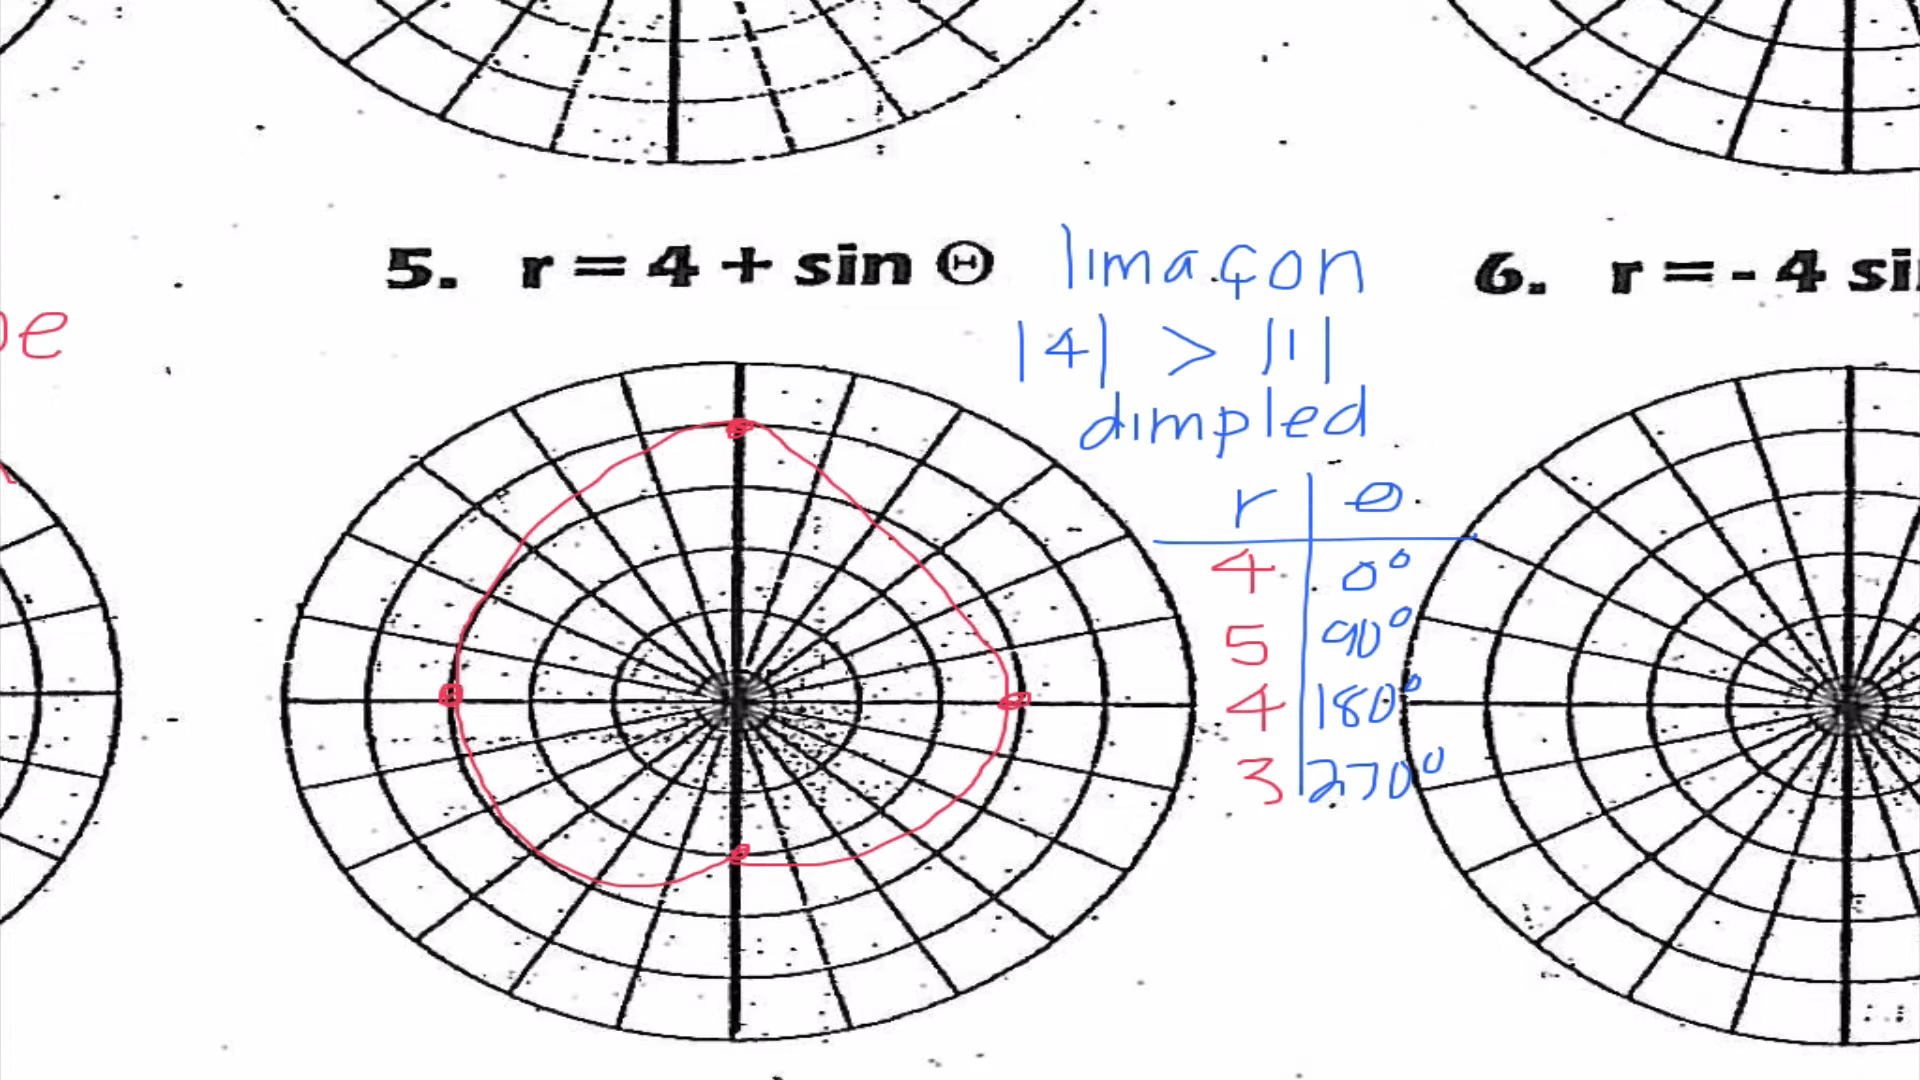 5. r = 4 + sin Θ limaçon
6. r = - 4 si
|4| > |1|
dimpled
r θ
4 0°
5 90°
4 180°
3 270°